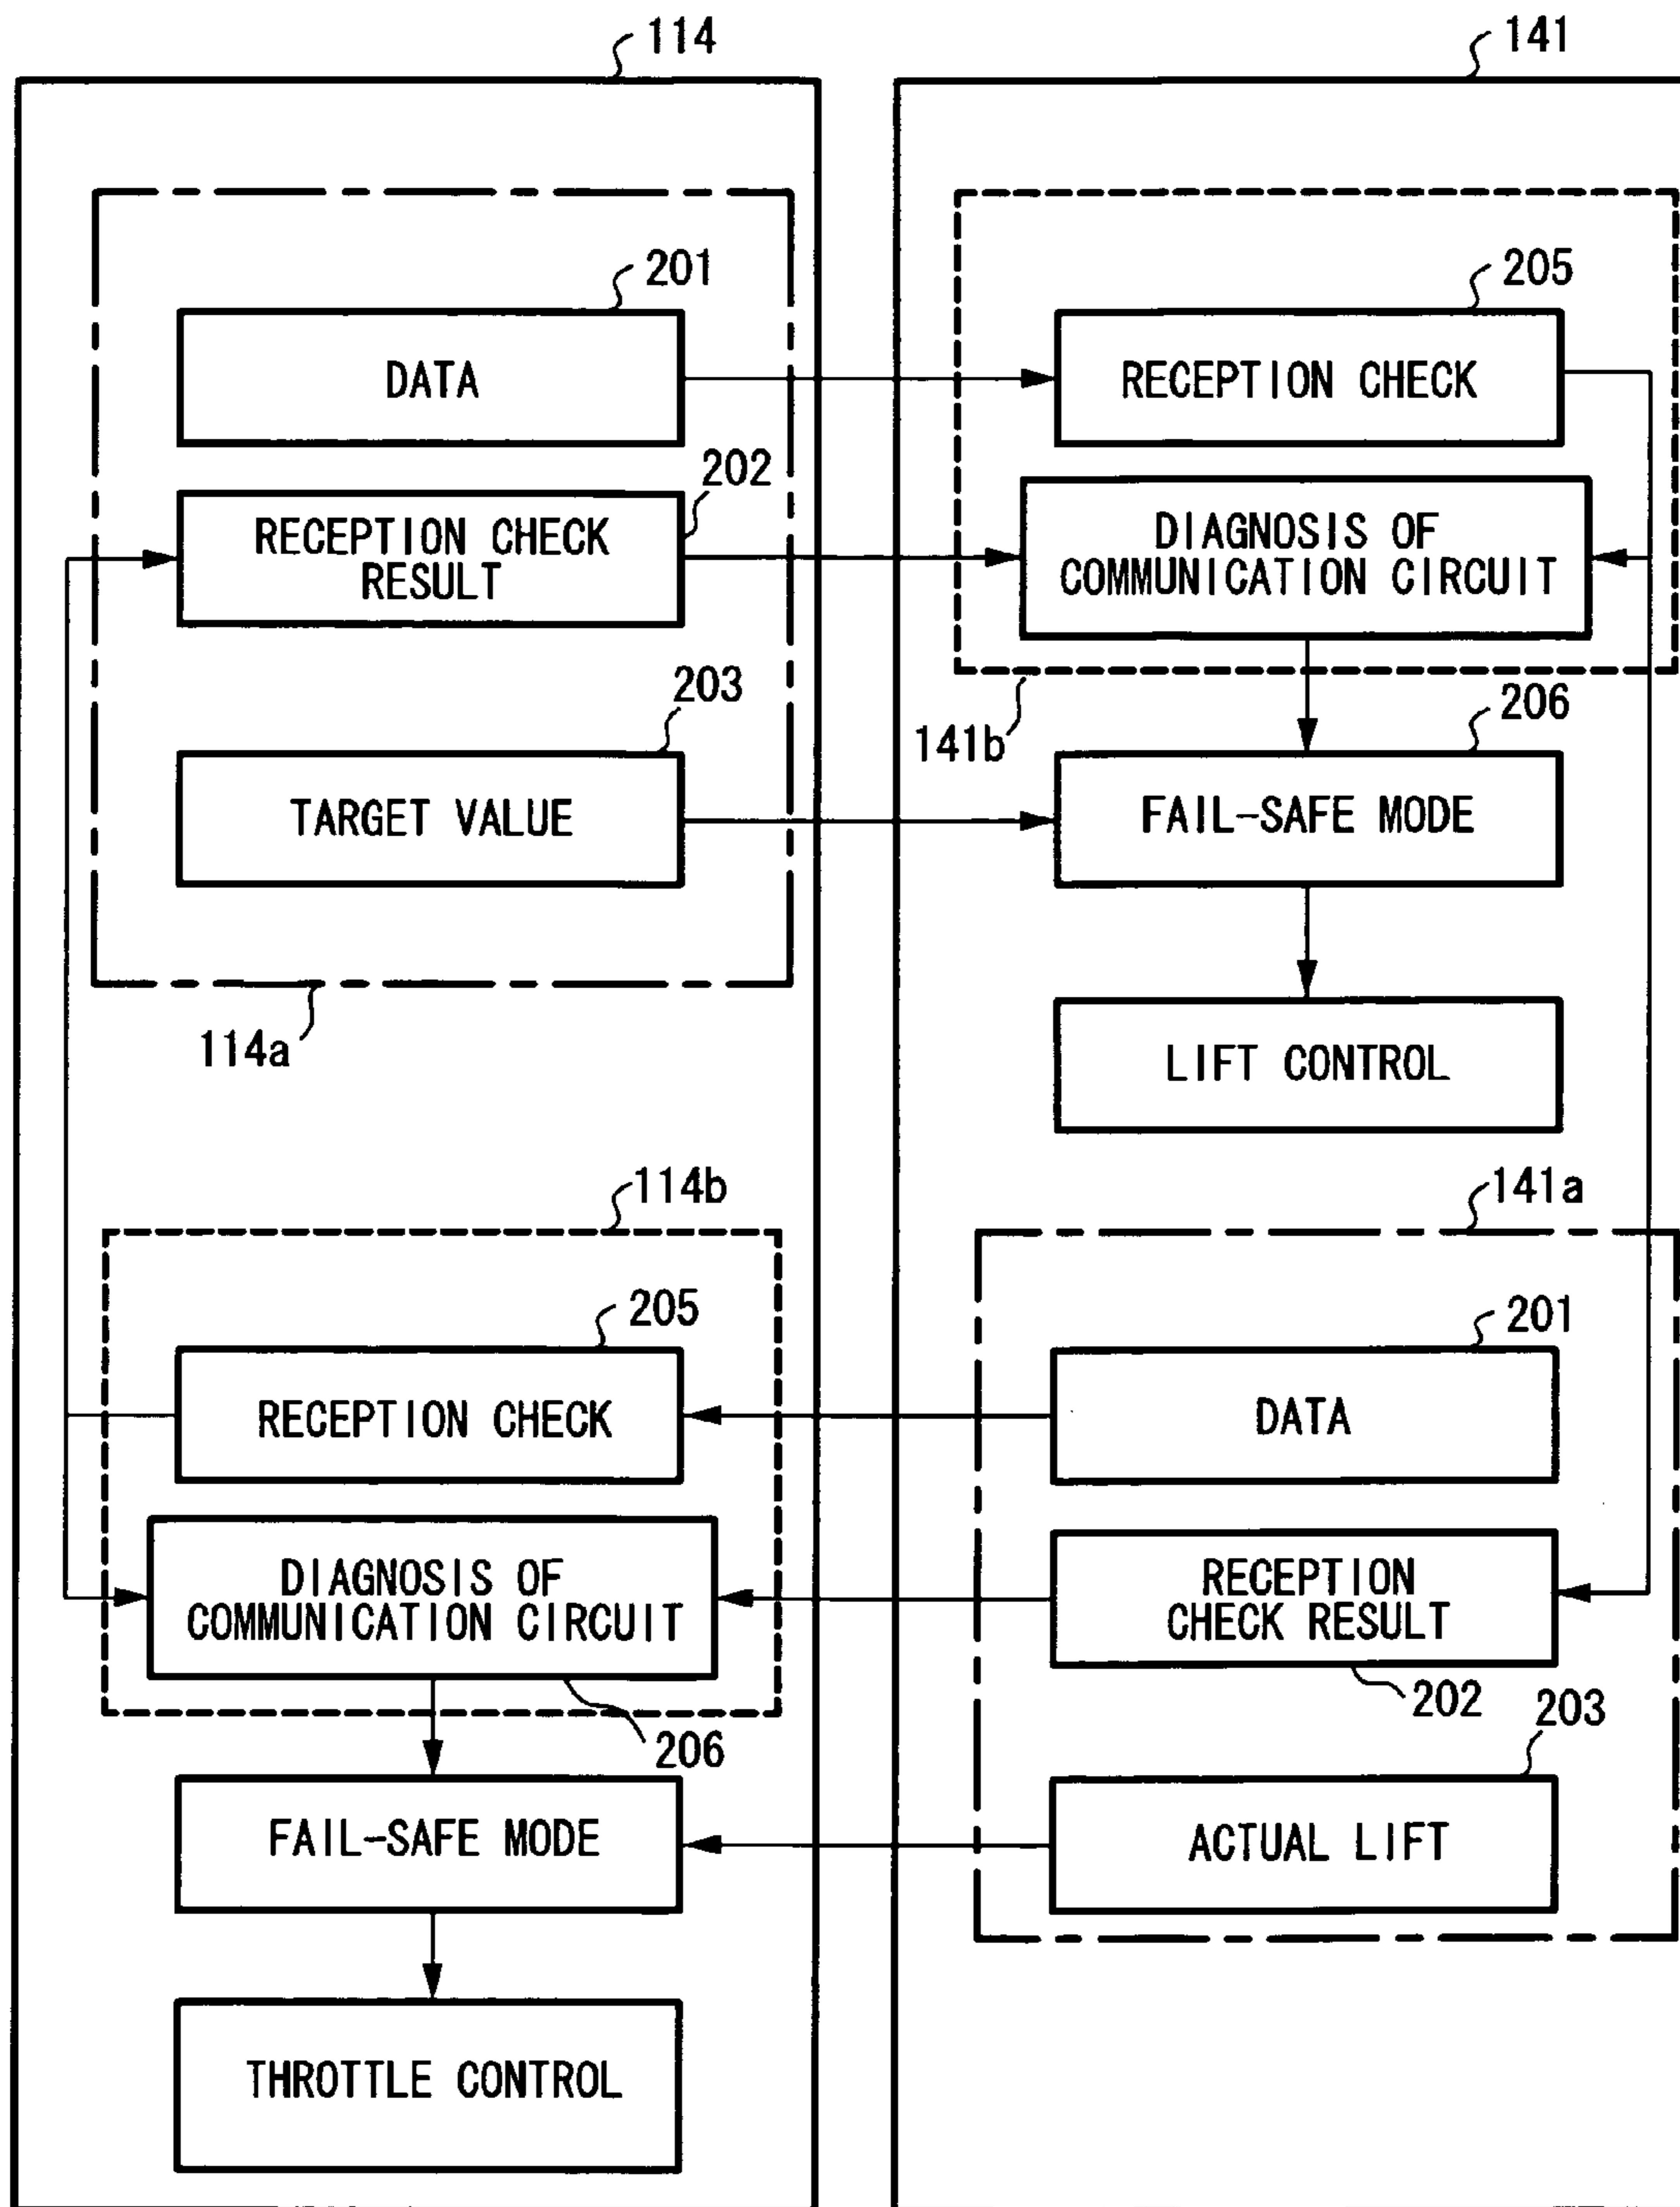 114
141
201
DATA
205
RECEPTION CHECK
202
RECEPTION CHECK
RESULT
DIAGNOSIS OF
COMMUNICATION CIRCUIT
203
TARGET VALUE
141b
206
FAIL-SAFE MODE
114a
LIFT CONTROL
114b
141a
205
RECEPTION CHECK
201
DATA
DIAGNOSIS OF
COMMUNICATION CIRCUIT
RECEPTION
CHECK RESULT
202
206
203
FAIL-SAFE MODE
ACTUAL LIFT
THROTTLE CONTROL